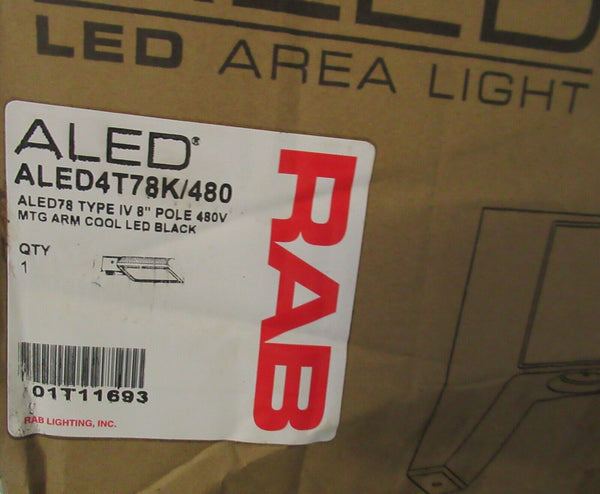 LED AREA LIGHT
ALED®
ALED4T78K/480
ALED78 TYPE IV 8" POLE 480V
MTG ARM COOL LED BLACK
QTY
1
RAB
01T11693
RAB LIGHTING, INC.